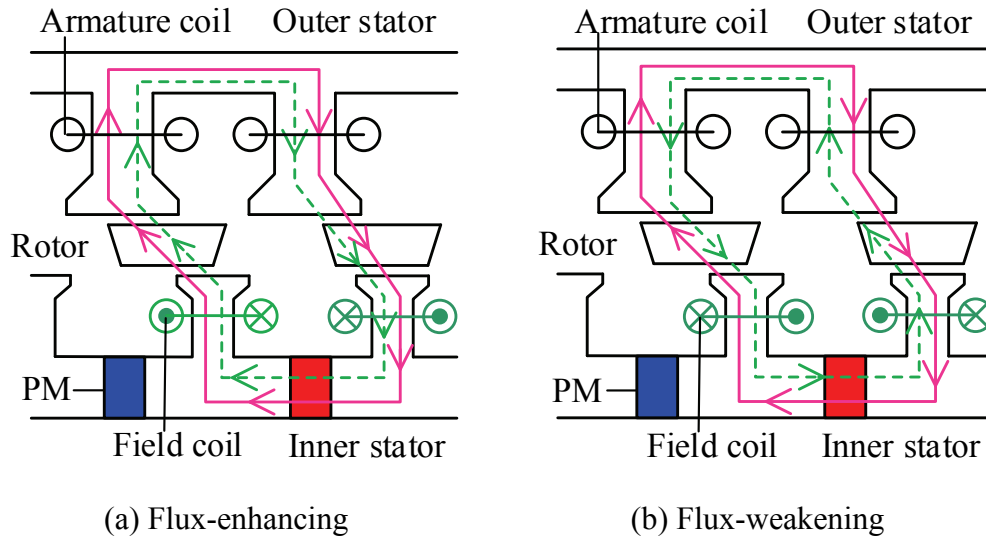 Armature coil Outer stator
Rotor
PM
Field coil Inner stator
(a) Flux-enhancing
Armature coil Outer stator
Rotor
PM
Field coil Inner stator
(b) Flux-weakening